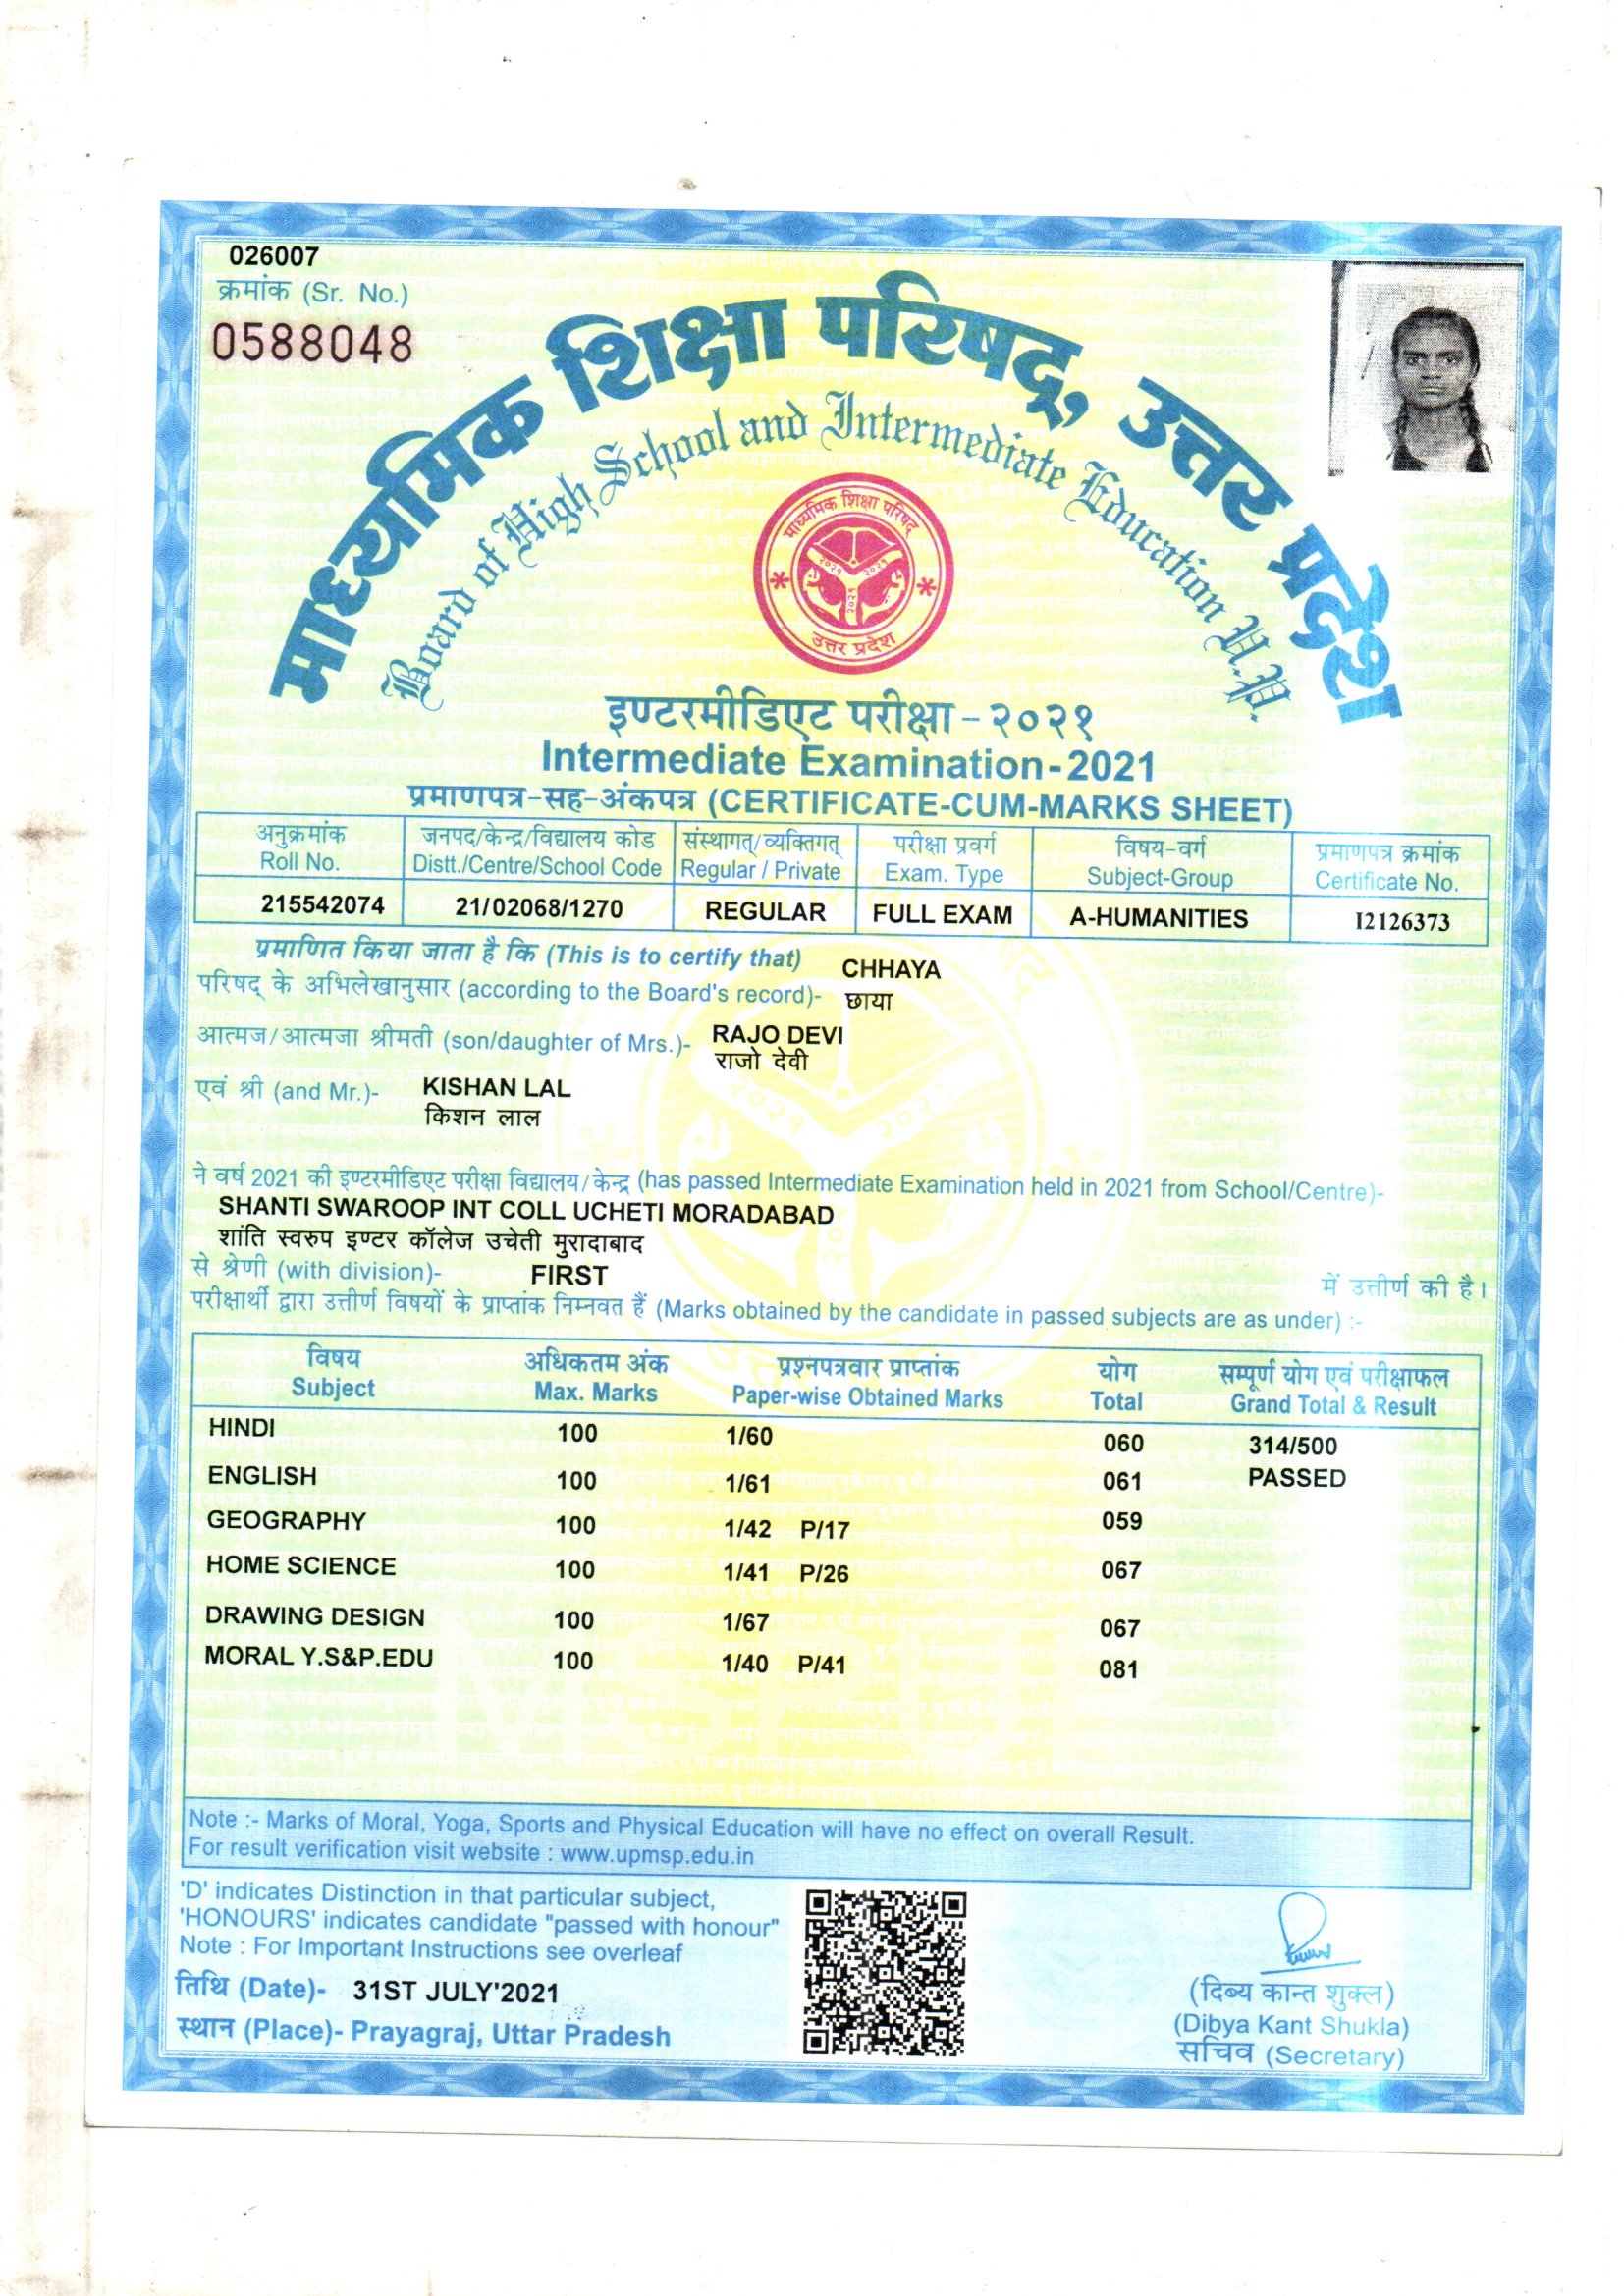 026007
क्रमांक (Sr. No.)
0588048
माध्यमिक शिक्षा परिषद्, उत्तर प्रदेश
Board of High School and Intermediate Education U.P.
माध्यमिक शिक्षा परिषद
२०२१ २०२१
२०२१
उत्तर प्रदेश
इण्टरमीडिएट परीक्षा-२०२१
Intermediate Examination-2021
प्रमाणपत्र-सह-अंकपत्र (CERTIFICATE-CUM-MARKS SHEET)
अनुक्रमांक जनपद/केन्द्र/विद्यालय कोड संस्थागत्/व्यक्तिगत् परीक्षा प्रवर्ग विषय-वर्ग प्रमाणपत्र क्रमांक
Roll No. Distt./Centre/School Code Regular / Private Exam. Type Subject-Group Certificate No.
215542074 21/02068/1270 REGULAR FULL EXAM A-HUMANITIES I2126373
प्रमाणित किया जाता है कि (This is to certify that) CHHAYA
परिषद् के अभिलेखानुसार (according to the Board's record)- छाया
आत्मज/आत्मजा श्रीमती (son/daughter of Mrs.)- RAJO DEVI
राजो देवी
एवं श्री (and Mr.)- KISHAN LAL
किशन लाल
ने वर्ष 2021 की इण्टरमीडिएट परीक्षा विद्यालय/केन्द्र (has passed Intermediate Examination held in 2021 from School/Centre)-
SHANTI SWAROOP INT COLL UCHETI MORADABAD
शांति स्वरुप इण्टर कॉलेज उचेती मुरादाबाद
से श्रेणी (with division)- FIRST में उत्तीर्ण की है।
परीक्षार्थी द्वारा उत्तीर्ण विषयों के प्राप्तांक निम्नवत हैं (Marks obtained by the candidate in passed subjects are as under) :-
विषय अधिकतम अंक प्रश्नपत्रवार प्राप्तांक योग सम्पूर्ण योग एवं परीक्षाफल
Subject Max. Marks Paper-wise Obtained Marks Total Grand Total & Result
HINDI 100 1/60 060 314/500
ENGLISH 100 1/61 061 PASSED
GEOGRAPHY 100 1/42 P/17 059
HOME SCIENCE 100 1/41 P/26 067
DRAWING DESIGN 100 1/67 067
MORAL Y.S&P.EDU 100 1/40 P/41 081
Note :- Marks of Moral, Yoga, Sports and Physical Education will have no effect on overall Result.
For result verification visit website : www.upmsp.edu.in
'D' indicates Distinction in that particular subject,
'HONOURS' indicates candidate "passed with honour"
Note : For Important Instructions see overleaf
तिथि (Date)- 31ST JULY'2021
स्थान (Place)- Prayagraj, Uttar Pradesh
(दिब्य कान्त शुक्ल)
(Dibya Kant Shukla)
सचिव (Secretary)